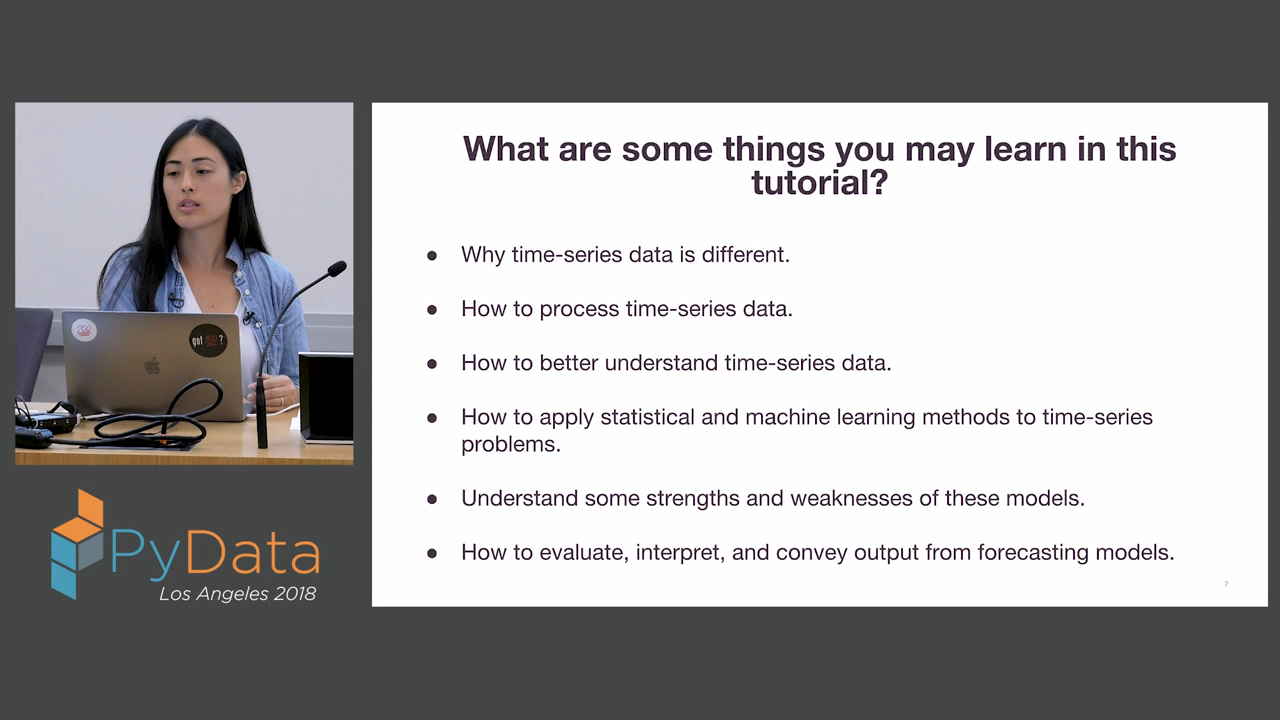 What are some things you may learn in this
tutorial?
● Why time-series data is different.
● How to process time-series data.
● How to better understand time-series data.
● How to apply statistical and machine learning methods to time-series
problems.
● Understand some strengths and weaknesses of these models.
● How to evaluate, interpret, and convey output from forecasting models.
7
got 100 ?
PyData
Los Angeles 2018